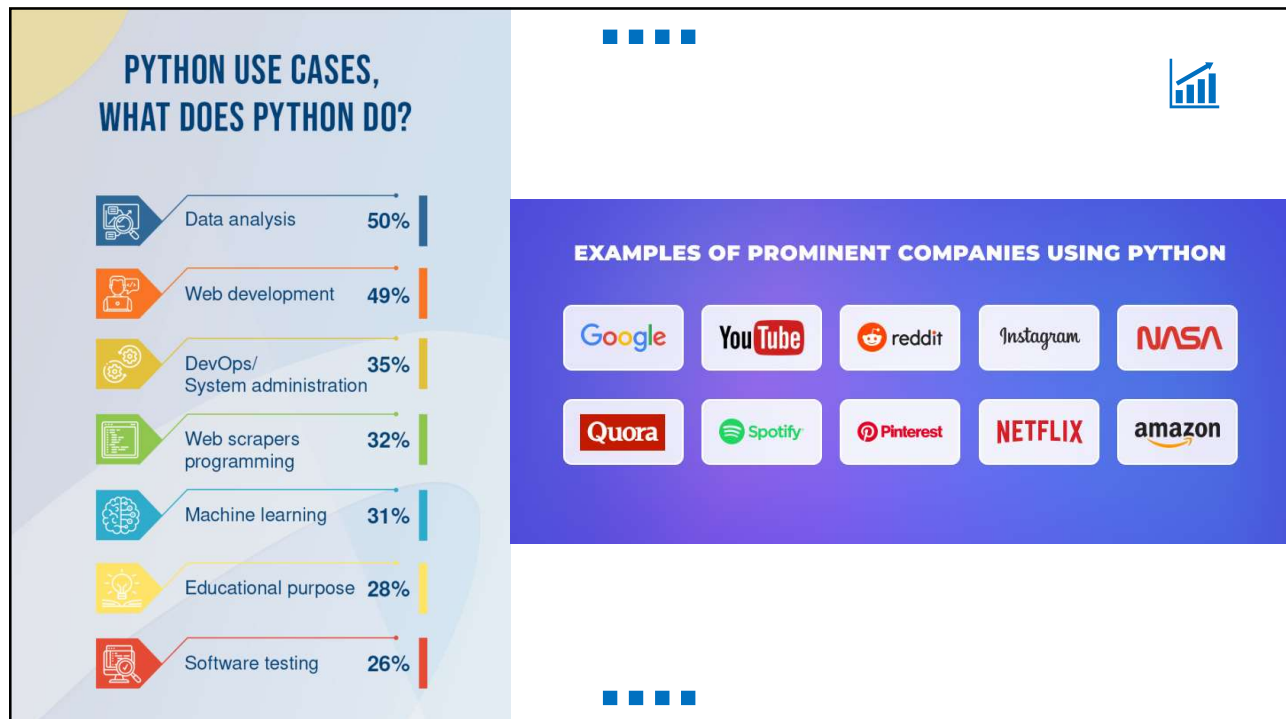 PYTHON USE CASES,
WHAT DOES PYTHON DO?
Data analysis 50%
Web development 49%
DevOps/ 35%
System administration
Web scrapers 32%
programming
Machine learning 31%
Educational purpose 28%
Software testing 26%
EXAMPLES OF PROMINENT COMPANIES USING PYTHON
Google YouTube reddit Instagram NASA
Quora Spotify Pinterest NETFLIX amazon